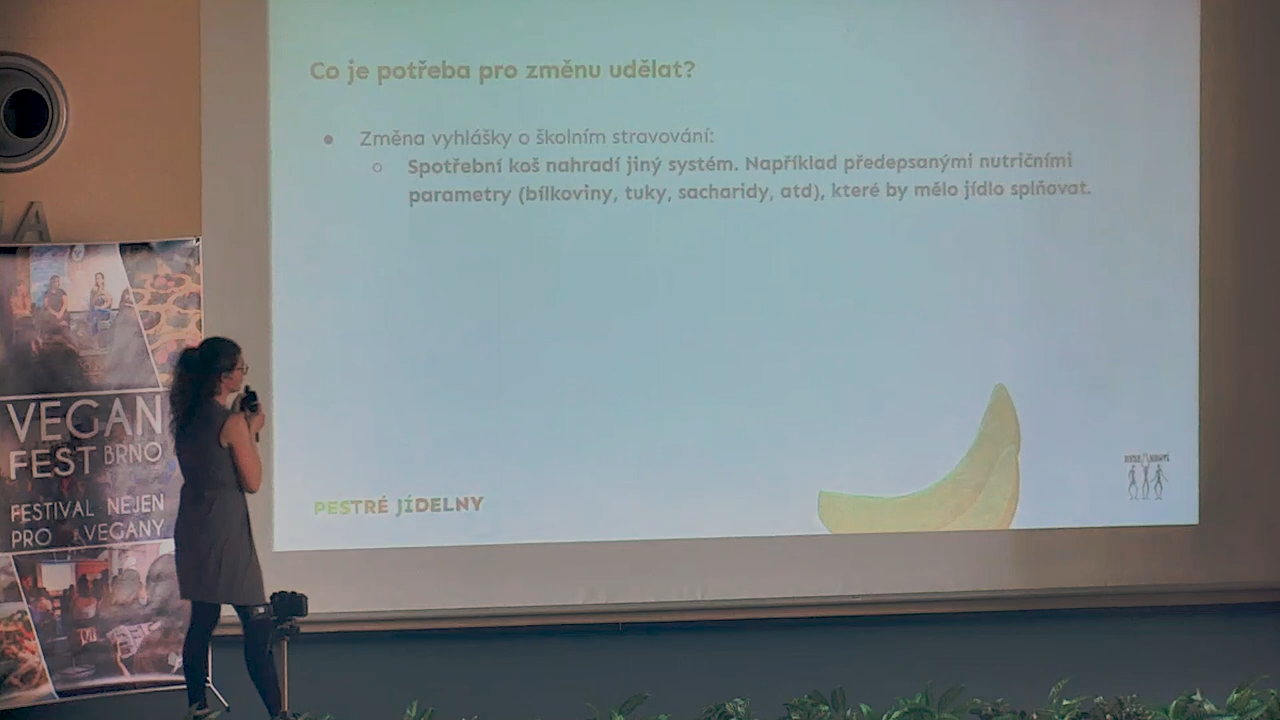 Co je potřeba pro změnu udělat?
Změna vyhlášky o školním stravování:
Spotřební koš nahradí jiný systém. Například předepsanými nutričními
parametry (bílkoviny, tuky, sacharidy, atd), které by mělo jídlo splňovat.
PESTRÉ JÍDELNY
A
VEGAN
FEST BRNO
FESTIVAL NEJEN
PRO VEGANY